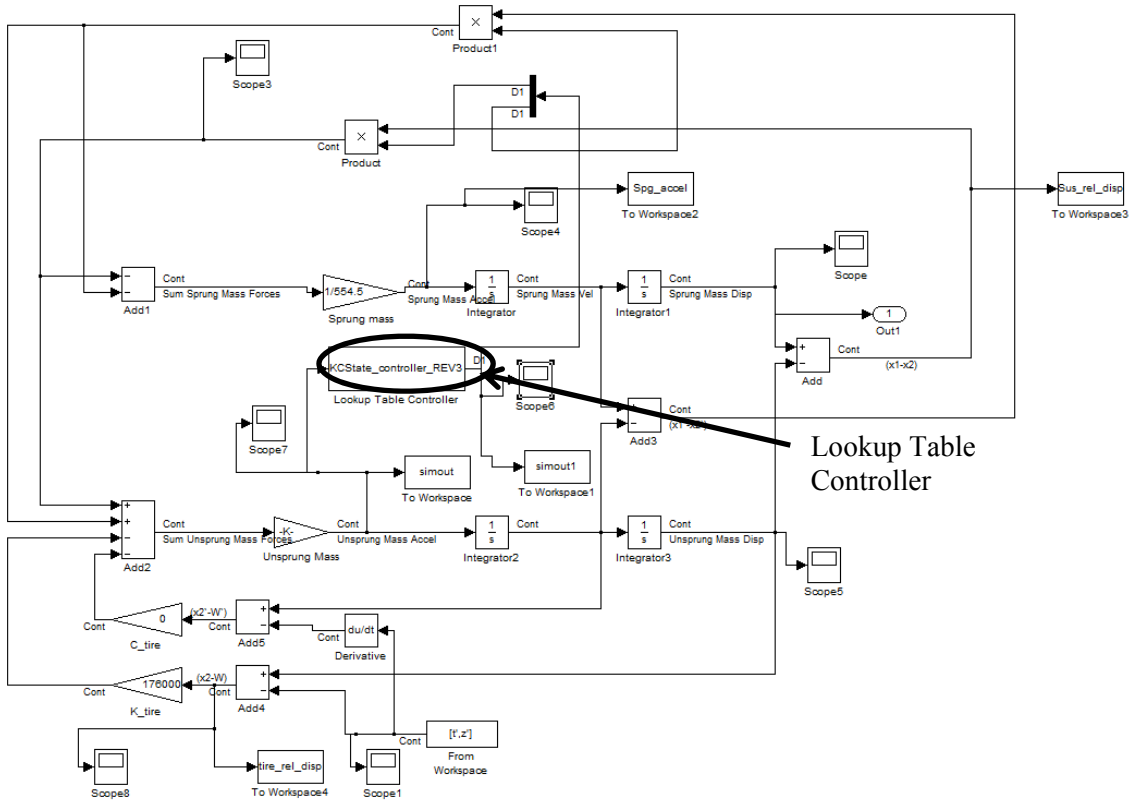 ×
Cont
Product1
Scope3
D1
D1
×
Cont
Product
Spg_accel
To Workspace2
Sus_rel_disp
To Workspace3
Scope4
Scope
−
−
Add1
Cont
Sum Sprung Mass Forces
1/554.5
Sprung mass
Cont
Sprung Mass Accel
1
s
Integrator
Cont
Sprung Mass Vel
1
s
Integrator1
Cont
Sprung Mass Disp
1
Out1
+
−
Add
Cont
(x1-x2)
KCState_controller_REV3
D1
Lookup Table Controller
Scope6
+
−
Add3
Cont
Lookup Table
Controller
Scope7
simout
To Workspace
simout1
To Workspace1
+
+
−
−
Add2
Cont
Sum Unsprung Mass Forces
-K-
Unsprung Mass
Cont
Unsprung Mass Accel
1
s
Integrator2
Cont
1
s
Integrator3
Cont
Unsprung Mass Disp
Scope5
Cont
0
C_tire
(x2'-W')
Cont
+
−
Add5
Cont
du/dt
Derivative
Cont
176000
K_tire
(x2-W)
Cont
+
−
Add4
Cont
[t',z']
From
Workspace
Scope8
tire_rel_disp
To Workspace4
Scope1